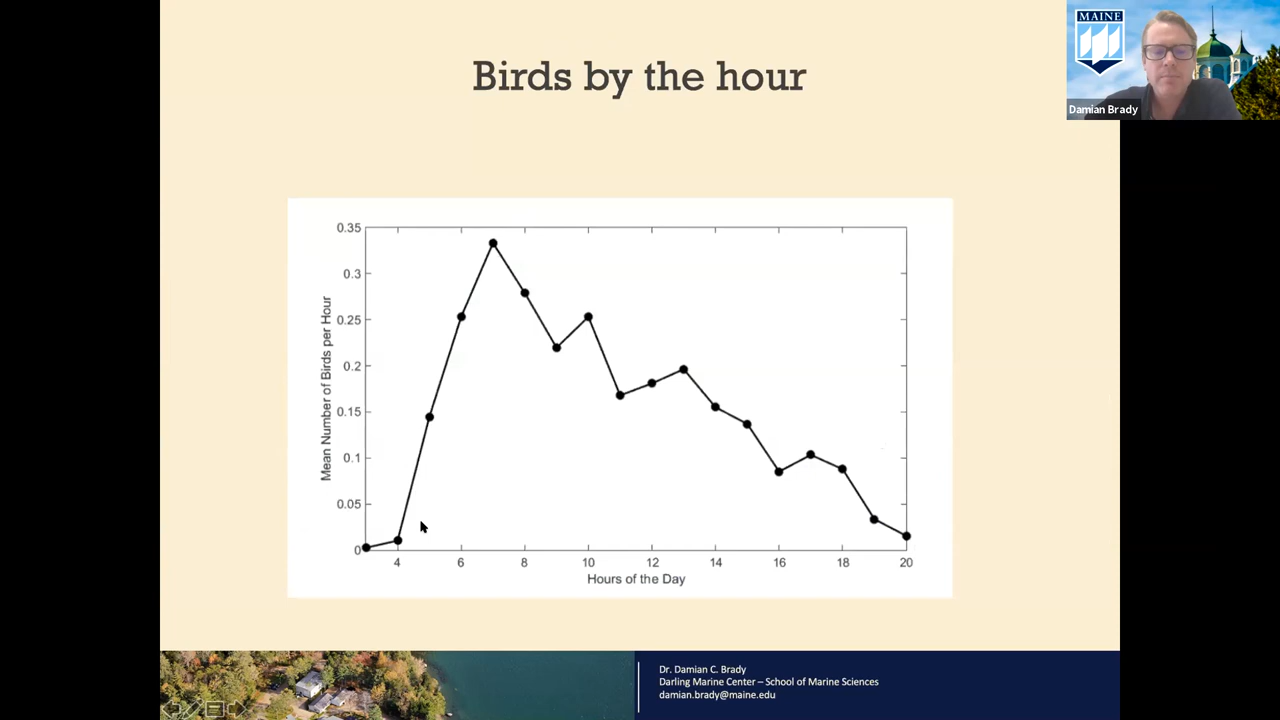 Birds by the hour
MAINE
Damian Brady
0.35
0.3
0.25
0.2
0.15
0.1
0.05
0
Mean Number of Birds per Hour
4 6 8 10 12 14 16 18 20
Hours of the Day
Dr. Damian C. Brady
Darling Marine Center – School of Marine Sciences
damian.brady@maine.edu